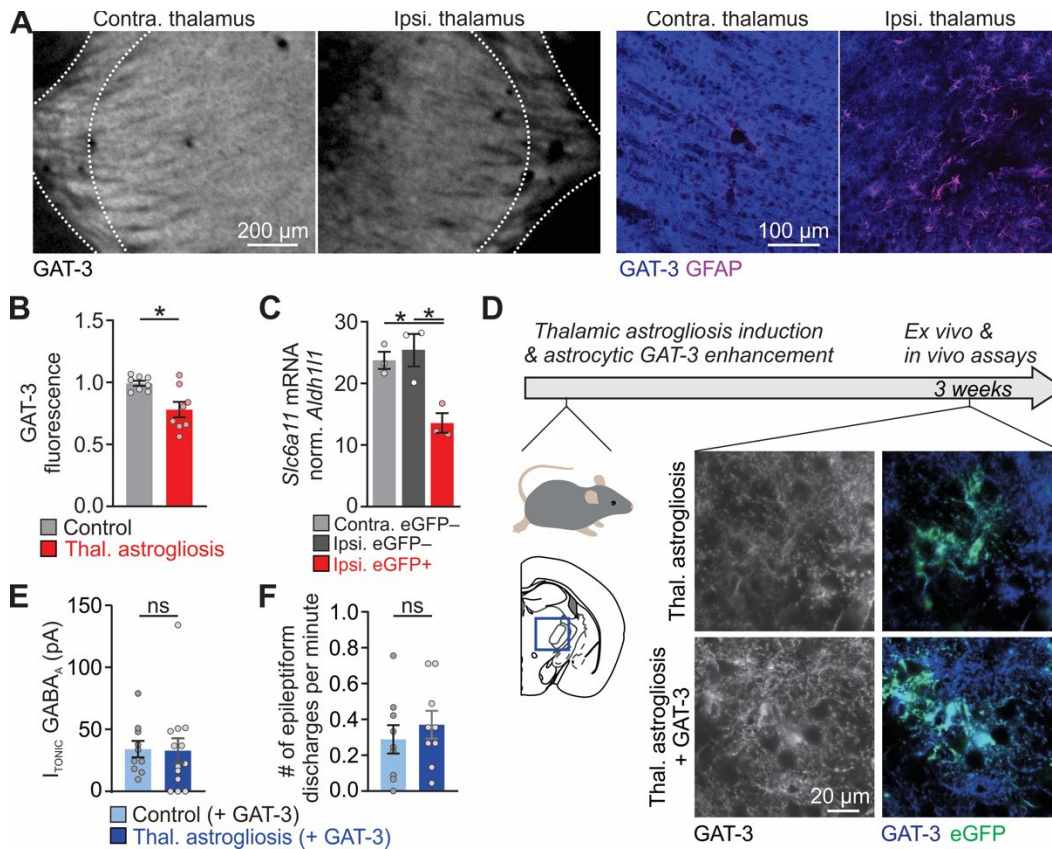 A
Contra. thalamus
Ipsi. thalamus
Contra. thalamus
Ipsi. thalamus
200 µm
100 µm
GAT-3
GAT-3 GFAP
B
GAT-3
fluorescence
1.5
1.0
0.5
0.0
*
Control
Thal. astrogliosis
C
Slc6a11 mRNA
norm. Aldh1l1
30
20
10
0
* *
Contra. eGFP–
Ipsi. eGFP–
Ipsi. eGFP+
D
Thalamic astrogliosis induction
& astrocytic GAT-3 enhancement
Ex vivo &
in vivo assays
3 weeks
Thal. astrogliosis
Thal. astrogliosis
+ GAT-3
20 µm
GAT-3
GAT-3 eGFP
E
I TONIC GABA A (pA)
150
100
50
0
ns
F
# of epileptiform
discharges per minute
1.0
0.8
0.6
0.4
0.2
0.0
ns
Control (+ GAT-3)
Thal. astrogliosis (+ GAT-3)